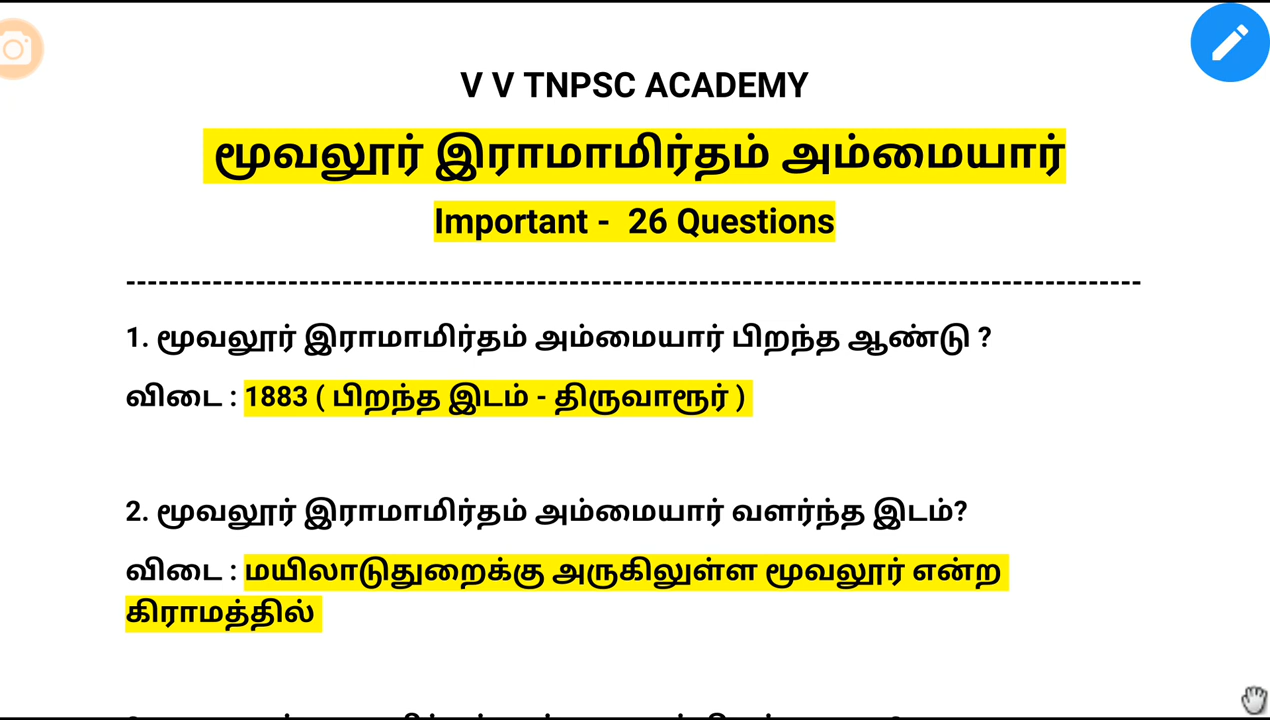 V V TNPSC ACADEMY
மூவலூர் இராமாமிர்தம் அம்மையார்
Important - 26 Questions
--------------------------------------------------------------------------------------------
1. மூவலூர் இராமாமிர்தம் அம்மையார் பிறந்த ஆண்டு ?
விடை : 1883 ( பிறந்த இடம் - திருவாரூர் )
2. மூவலூர் இராமாமிர்தம் அம்மையார் வளர்ந்த இடம்?
விடை : மயிலாடுதுறைக்கு அருகிலுள்ள மூவலூர் என்ற
கிராமத்தில்